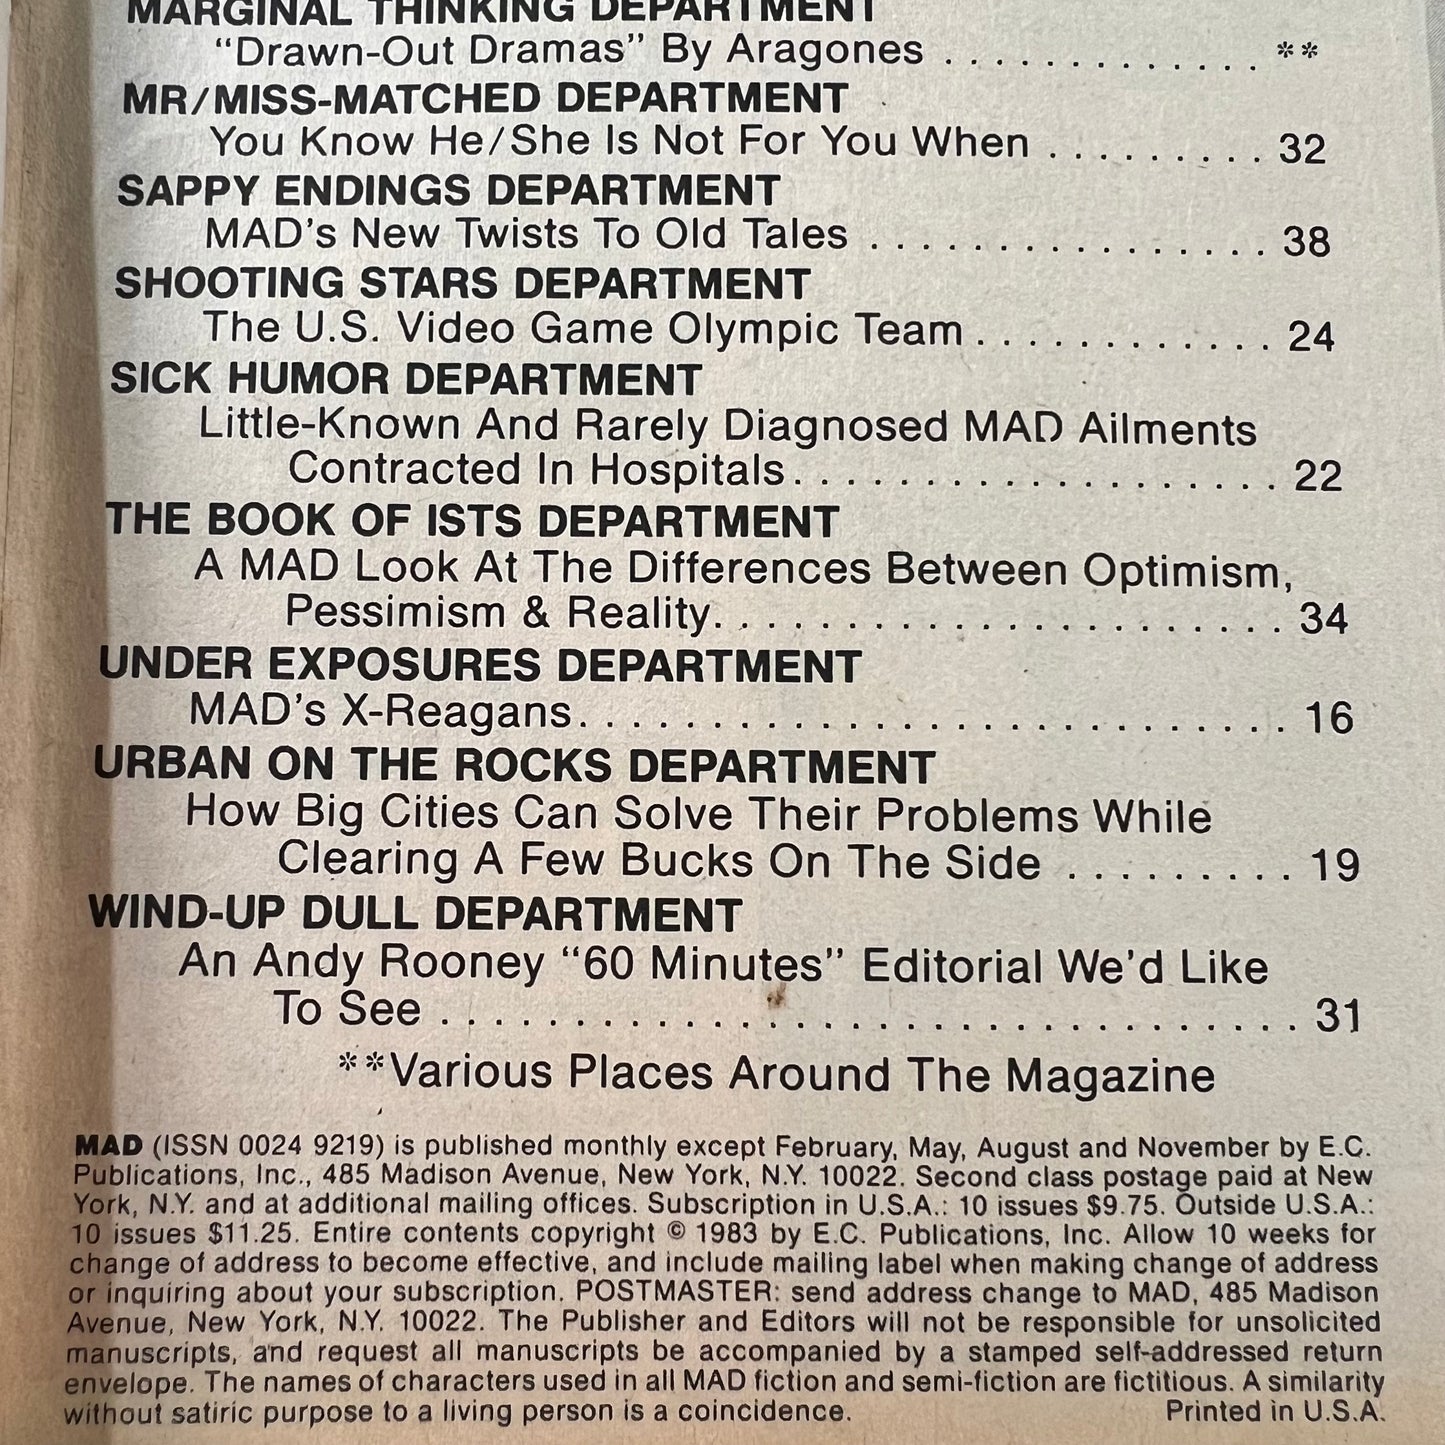 MARGINAL THINKING DEPARTMENT
“Drawn-Out Dramas” By Aragones . . . . . . . . . . . . . **
MR/MISS-MATCHED DEPARTMENT
You Know He/She Is Not For You When . . . . . . . . . 32
SAPPY ENDINGS DEPARTMENT
MAD’s New Twists To Old Tales . . . . . . . . . . . . . . . . 38
SHOOTING STARS DEPARTMENT
The U.S. Video Game Olympic Team . . . . . . . . . . . . 24
SICK HUMOR DEPARTMENT
Little-Known And Rarely Diagnosed MAD Ailments
Contracted In Hospitals . . . . . . . . . . . . . . . . . . . . 22
THE BOOK OF ISTS DEPARTMENT
A MAD Look At The Differences Between Optimism,
Pessimism & Reality . . . . . . . . . . . . . . . . . . . . . . 34
UNDER EXPOSURES DEPARTMENT
MAD’s X-Reagans . . . . . . . . . . . . . . . . . . . . . . . . . . 16
URBAN ON THE ROCKS DEPARTMENT
How Big Cities Can Solve Their Problems While
Clearing A Few Bucks On The Side . . . . . . . . . . 19
WIND-UP DULL DEPARTMENT
An Andy Rooney “60 Minutes” Editorial We’d Like
To See . . . . . . . . . . . . . . . . . . . . . . . . . . . . . . . . 31
**Various Places Around The Magazine
MAD (ISSN 0024 9219) is published monthly except February, May, August and November by E.C.
Publications, Inc., 485 Madison Avenue, New York, N.Y. 10022. Second class postage paid at New
York, N.Y. and at additional mailing offices. Subscription in U.S.A.: 10 issues $9.75. Outside U.S.A.:
10 issues $11.25. Entire contents copyright © 1983 by E.C. Publications, Inc. Allow 10 weeks for
change of address to become effective, and include mailing label when making change of address
or inquiring about your subscription. POSTMASTER: send address change to MAD, 485 Madison
Avenue, New York, N.Y. 10022. The Publisher and Editors will not be responsible for unsolicited
manuscripts, and request all manuscripts be accompanied by a stamped self-addressed return
envelope. The names of characters used in all MAD fiction and semi-fiction are fictitious. A similarity
without satiric purpose to a living person is a coincidence. Printed in U.S.A.